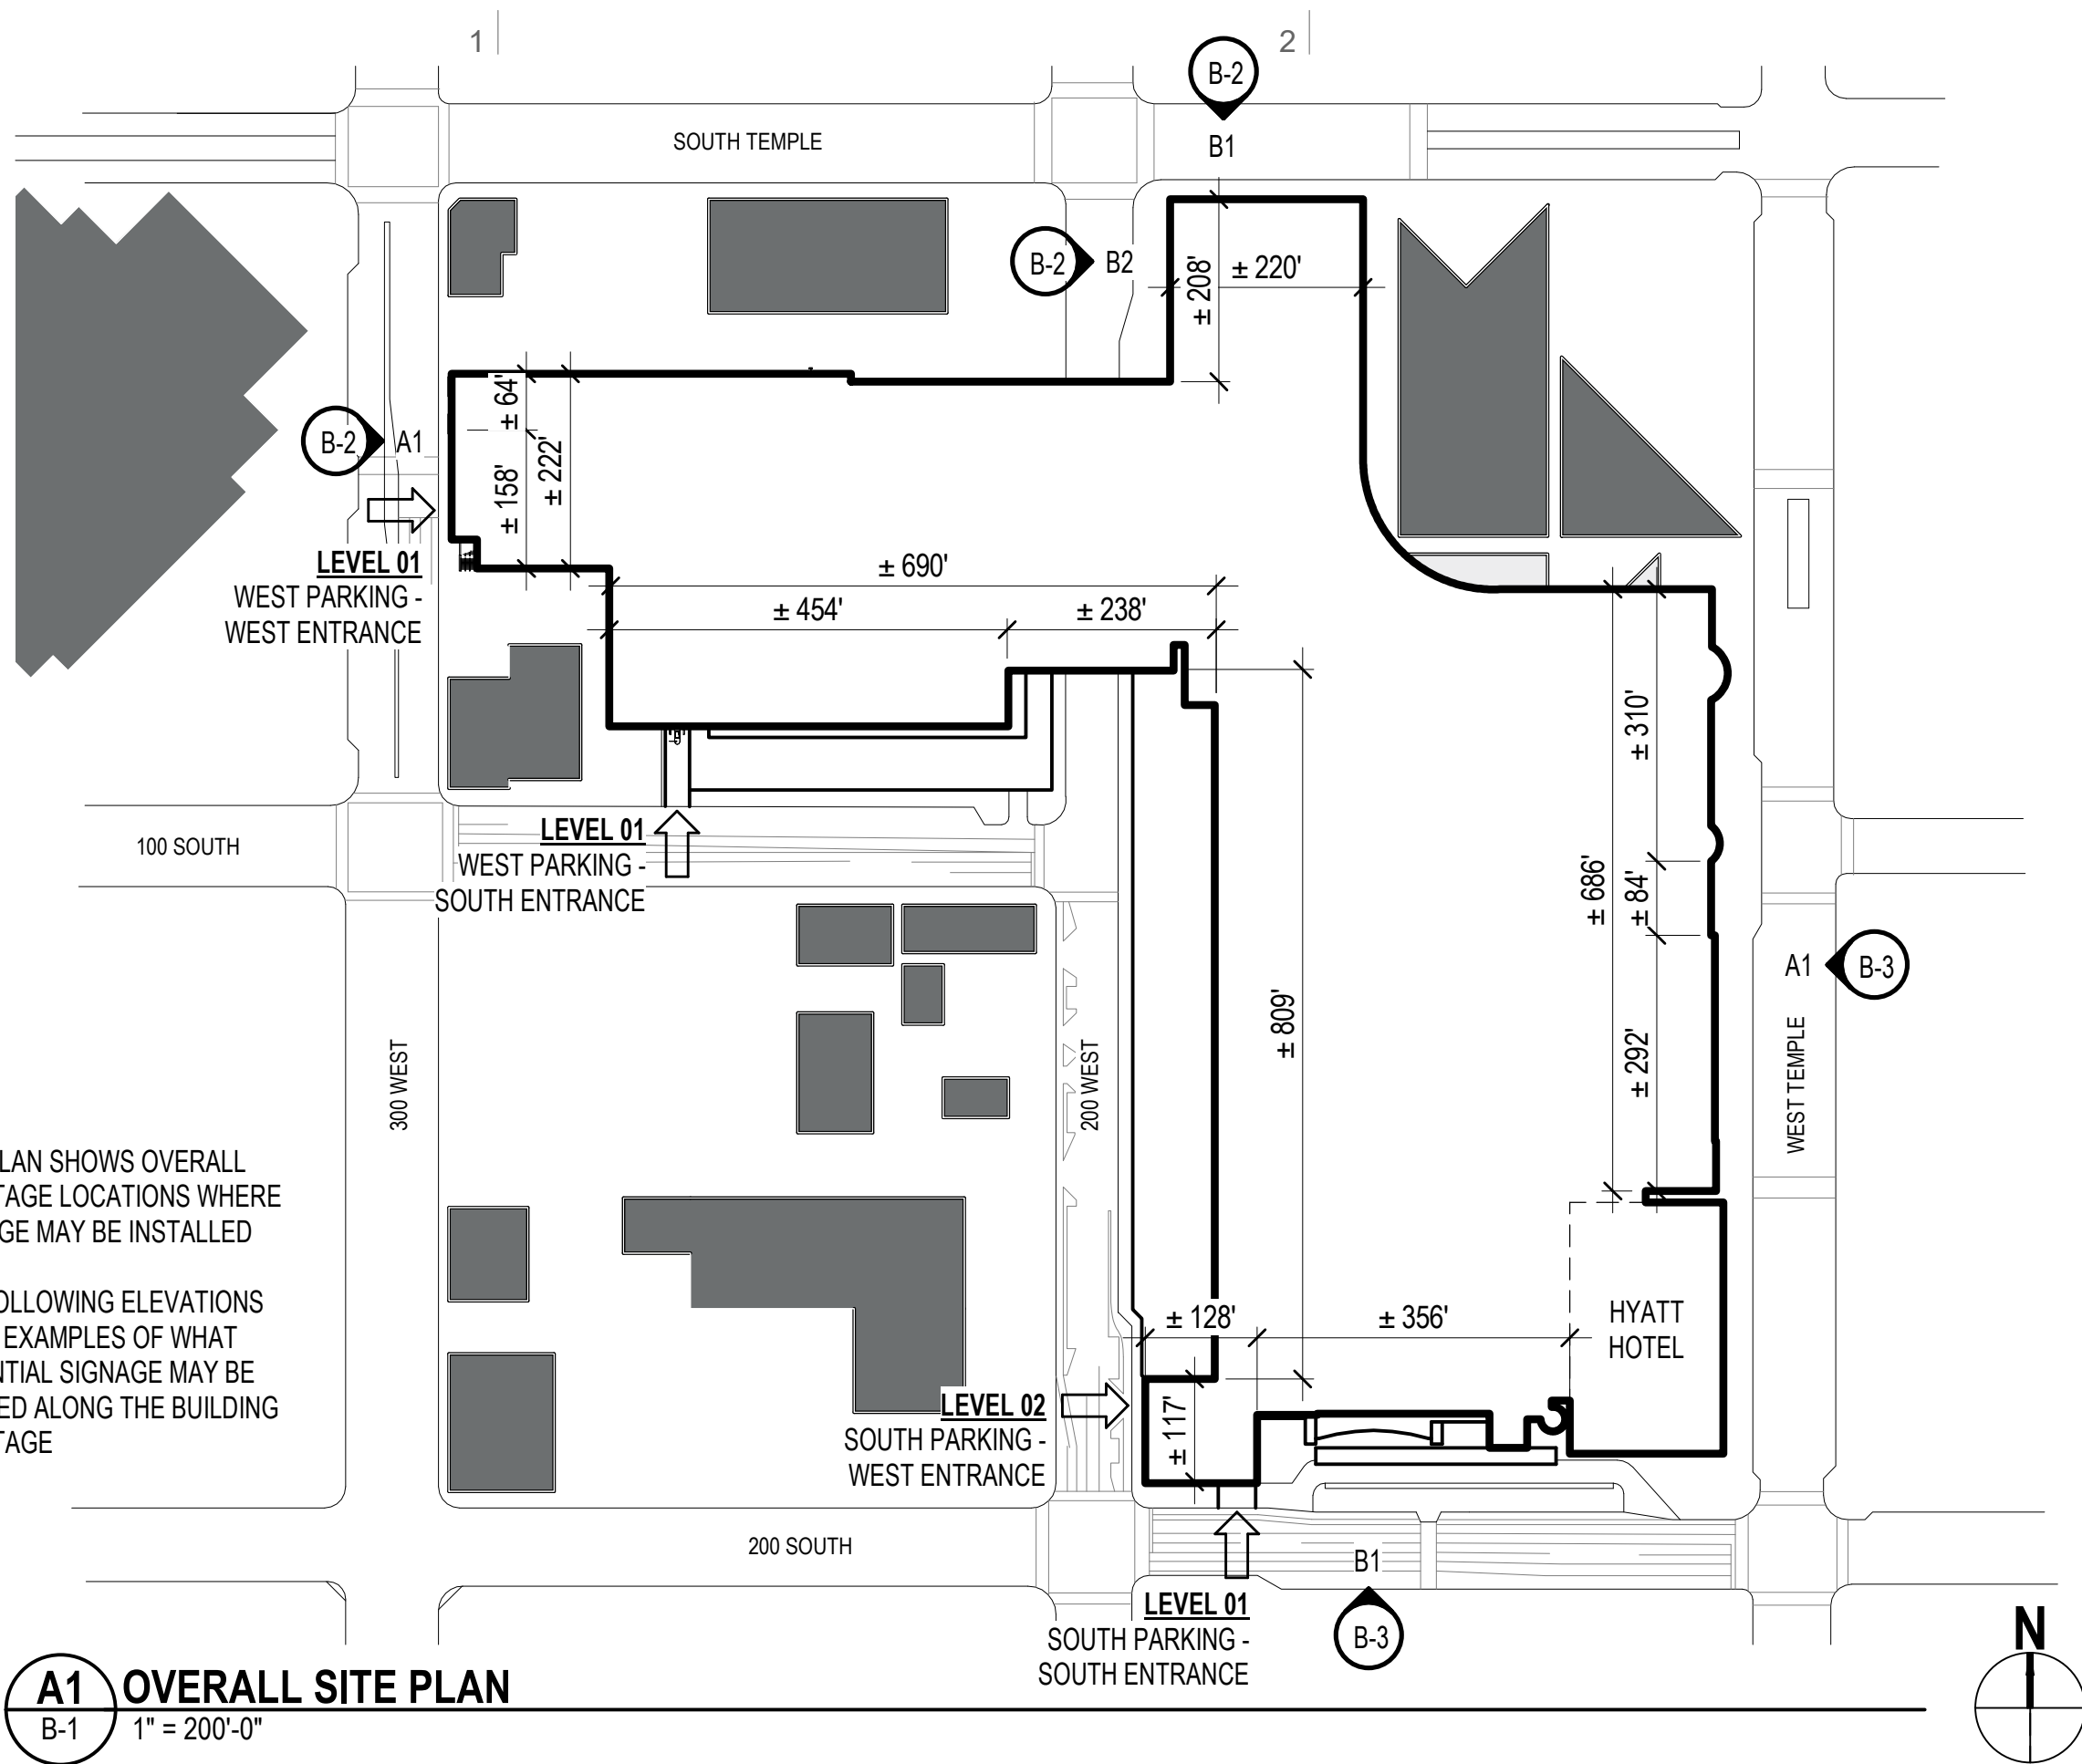 1
2
B-2
B1
SOUTH TEMPLE
B-2
B2
± 208'
± 220'
± 64'
± 158'
± 222'
B-2
A1
LEVEL 01
WEST PARKING -
WEST ENTRANCE
± 690'
± 454'
± 238'
± 310'
± 686'
± 84'
± 292'
± 809'
100 SOUTH
LEVEL 01
WEST PARKING -
SOUTH ENTRANCE
A1
B-3
300 WEST
200 WEST
WEST TEMPLE
LAN SHOWS OVERALL
TAGE LOCATIONS WHERE
GE MAY BE INSTALLED
OLLOWING ELEVATIONS
EXAMPLES OF WHAT
NTIAL SIGNAGE MAY BE
ED ALONG THE BUILDING
TAGE
± 128'
± 356'
HYATT
HOTEL
± 117'
LEVEL 02
SOUTH PARKING -
WEST ENTRANCE
200 SOUTH
B1
B-3
LEVEL 01
SOUTH PARKING -
SOUTH ENTRANCE
N
A1
B-1
OVERALL SITE PLAN
1" = 200'-0"